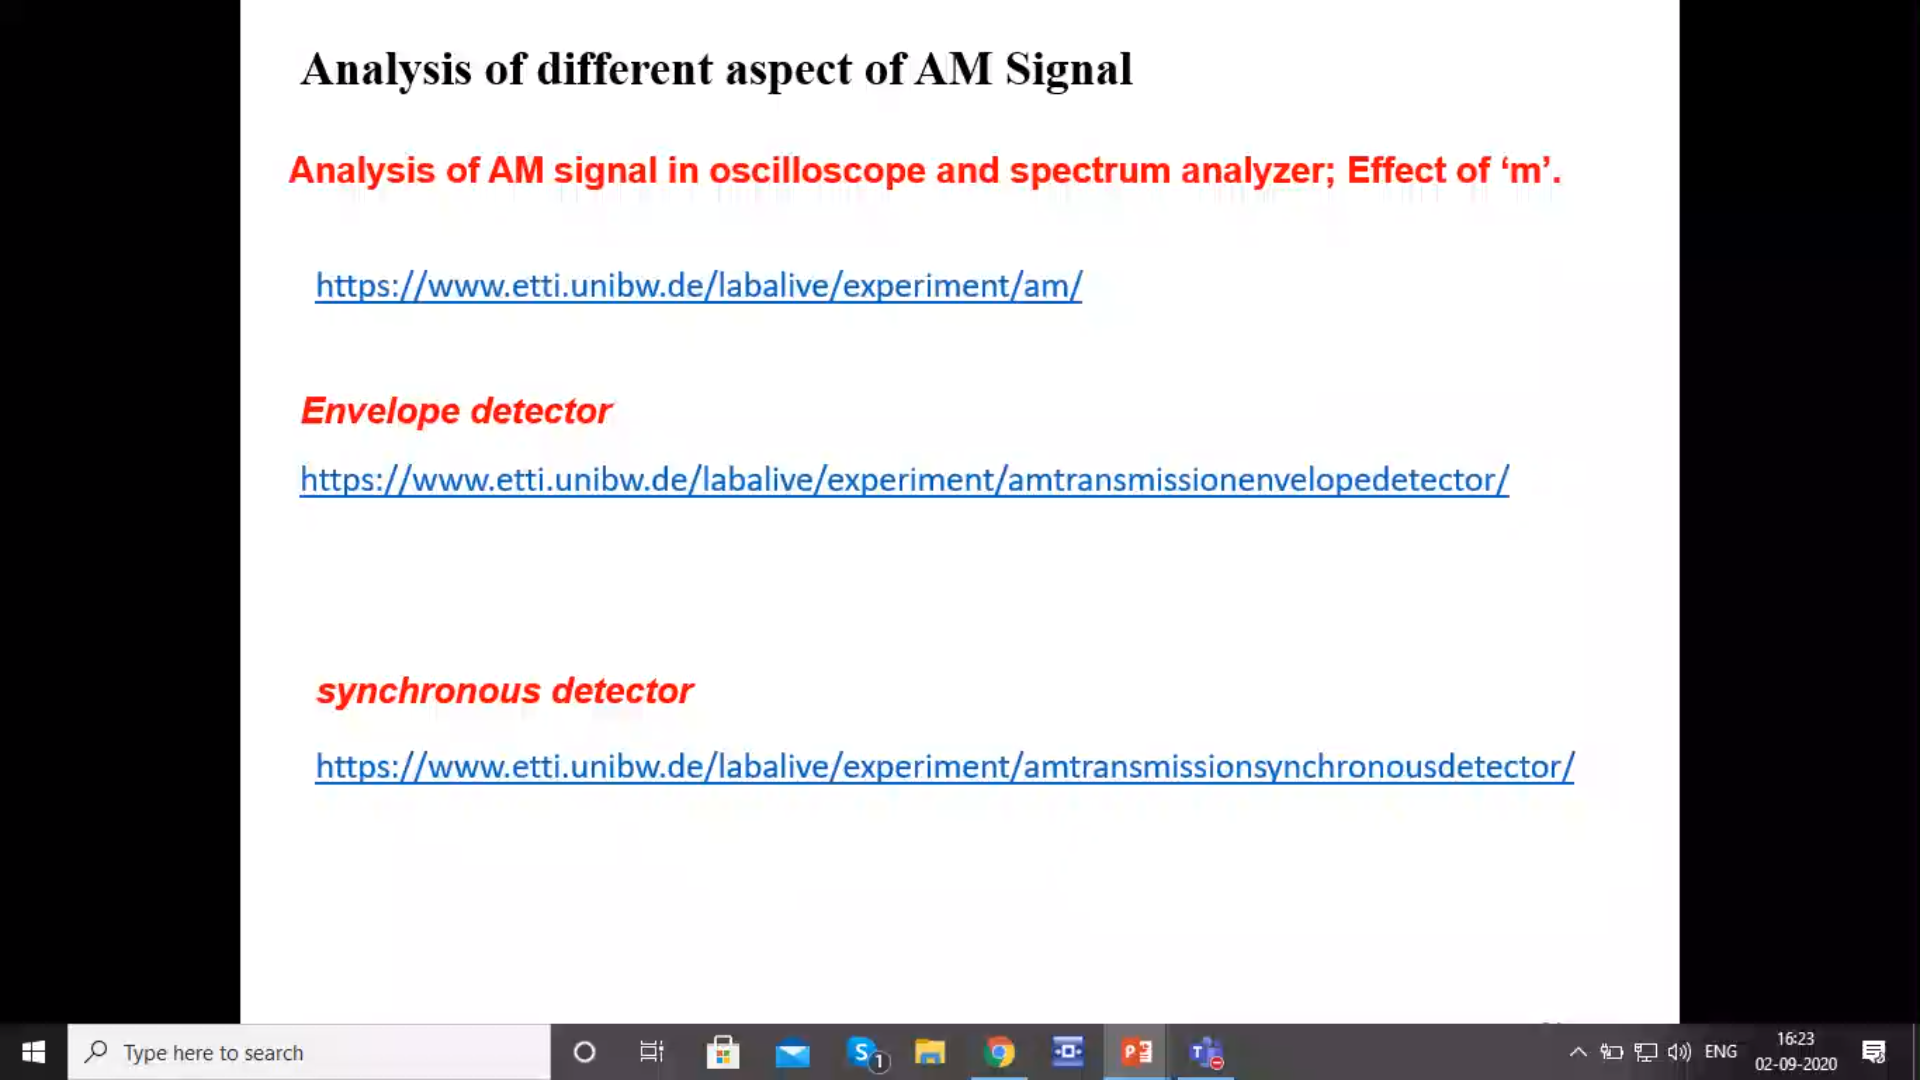 Analysis of different aspect of AM Signal
Analysis of AM signal in oscilloscope and spectrum analyzer; Effect of ‘m’.
https://www.etti.unibw.de/labalive/experiment/am/
Envelope detector
https://www.etti.unibw.de/labalive/experiment/amtransmissionenvelopedetector/
synchronous detector
https://www.etti.unibw.de/labalive/experiment/amtransmissionsynchronousdetector/
Type here to search
S 1
P
T
ENG
16:23
02-09-2020